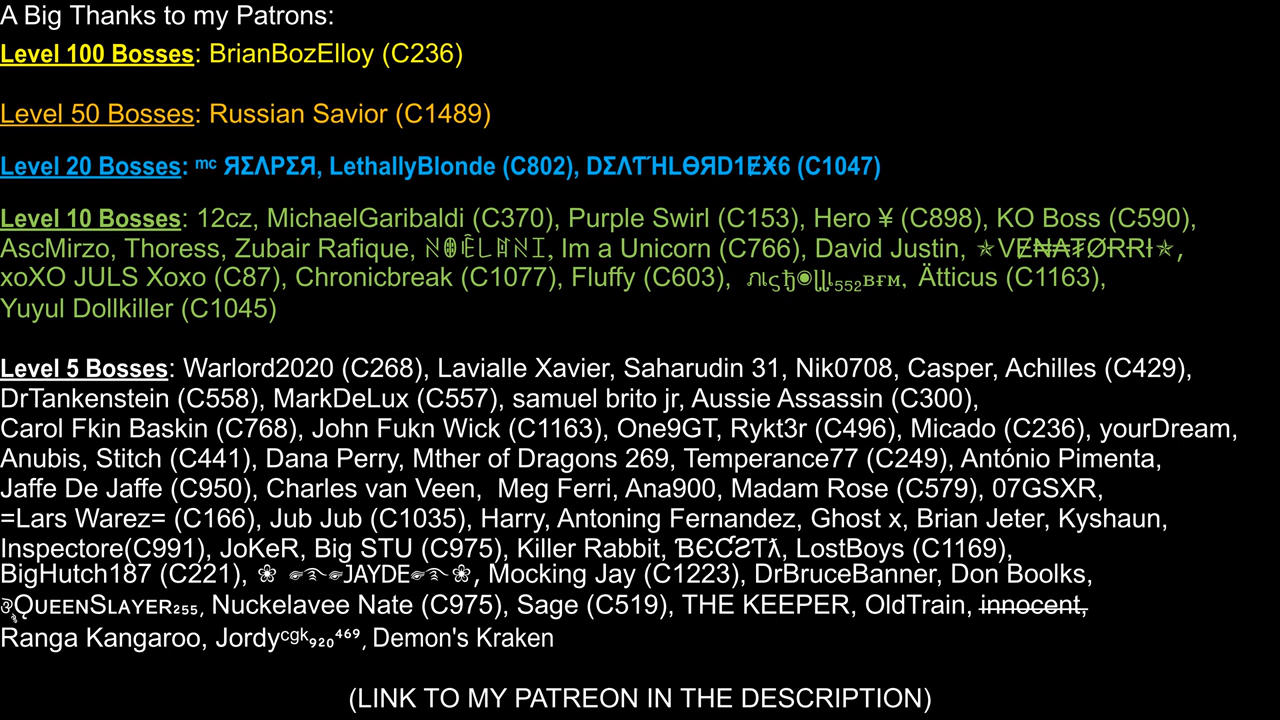 A Big Thanks to my Patrons:
Level 100 Bosses: BrianBozElloy (C236)
Level 50 Bosses: Russian Savior (C1489)
Level 20 Bosses: ᵐᶜ ЯΣΛPΣЯ, LethallyBlonde (C802), DΣΛTΉLӨЯD1ɆӾ6 (C1047)
Level 10 Bosses: 12cz, MichaelGaribaldi (C370), Purple Swirl (C153), Hero ¥ (C898), KO Boss (C590),
AscMirzo, Thoress, Zubair Rafique, Im a Unicorn (C766), David Justin, ✯VɆ₦₳₮ØɌɌƗ✯,
xoXO JULS Xoxo (C87), Chronicbreak (C1077), Fluffy (C603), Ätticus (C1163),
Yuyul Dollkiller (C1045)
Level 5 Bosses: Warlord2020 (C268), Lavialle Xavier, Saharudin 31, Nik0708, Casper, Achilles (C429),
DrTankenstein (C558), MarkDeLux (C557), samuel brito jr, Aussie Assassin (C300),
Carol Fkin Baskin (C768), John Fukn Wick (C1163), One9GT, Rykt3r (C496), Micado (C236), yourDream,
Anubis, Stitch (C441), Dana Perry, Mther of Dragons 269, Temperance77 (C249), António Pimenta,
Jaffe De Jaffe (C950), Charles van Veen, Meg Ferri, Ana900, Madam Rose (C579), 07GSXR,
=Lars Warez= (C166), Jub Jub (C1035), Harry, Antoning Fernandez, Ghost x, Brian Jeter, Kyshaun,
Inspectore(C991), JoKeR, Big STU (C975), Killer Rabbit, ƁЄƇƧƬƛ, LostBoys (C1169),
BigHutch187 (C221), ❀ ☙࿐☙JAYDE☙࿐❀, Mocking Jay (C1223), DrBruceBanner, Don Boolks,
QᴜᴇᴇɴSʟᴀʏᴇʀ₂₅₅, Nuckelavee Nate (C975), Sage (C519), THE KEEPER, OldTrain, i̶n̶n̶o̶c̶e̶n̶t̶,̶
Ranga Kangaroo, Jordyᶜᵍᵏ₉₂₀⁴⁶⁹, Demon's Kraken
(LINK TO MY PATREON IN THE DESCRIPTION)